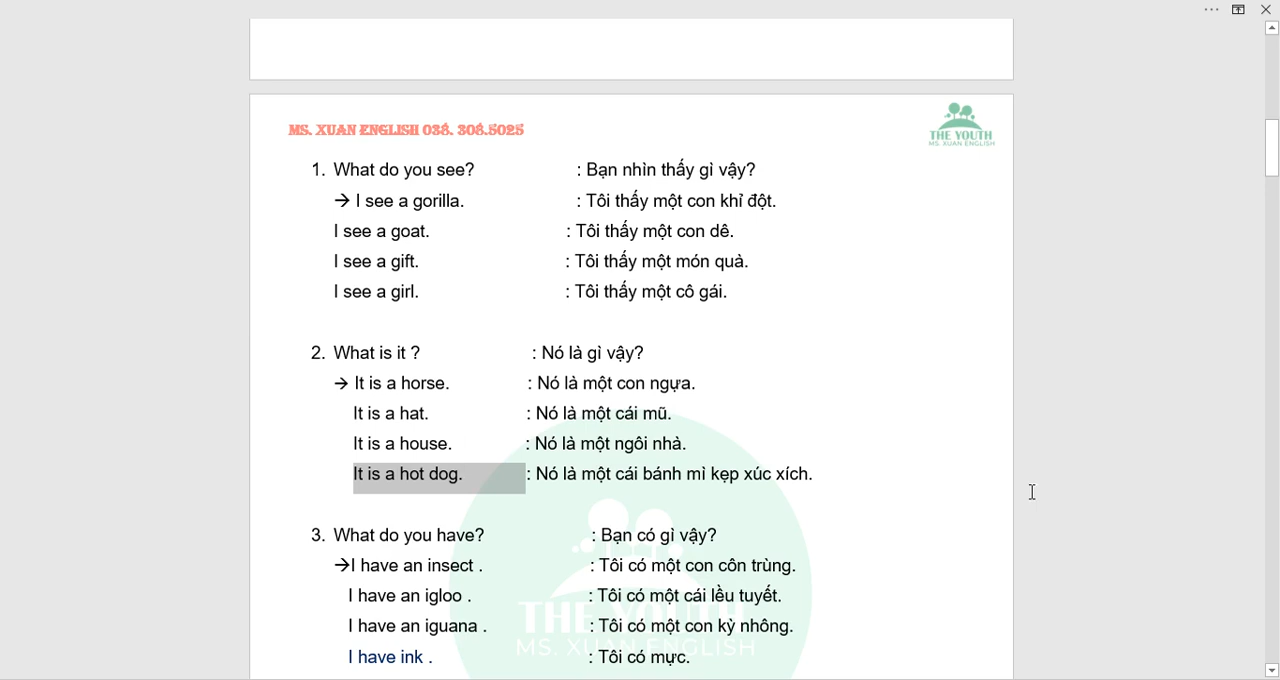 MS. XUAN ENGLISH 038. 308.5025
THE YOUTH
MS. XUAN ENGLISH
1. What do you see? : Bạn nhìn thấy gì vậy?
→ I see a gorilla. : Tôi thấy một con khỉ đột.
I see a goat. : Tôi thấy một con dê.
I see a gift. : Tôi thấy một món quà.
I see a girl. : Tôi thấy một cô gái.
2. What is it ? : Nó là gì vậy?
→ It is a horse. : Nó là một con ngựa.
It is a hat. : Nó là một cái mũ.
It is a house. : Nó là một ngôi nhà.
It is a hot dog. : Nó là một cái bánh mì kẹp xúc xích.
3. What do you have? : Bạn có gì vậy?
→I have an insect . : Tôi có một con côn trùng.
I have an igloo . : Tôi có một cái lều tuyết.
I have an iguana . : Tôi có một con kỳ nhông.
I have ink . : Tôi có mực.
THE YOUTH
MS. XUAN ENGLISH